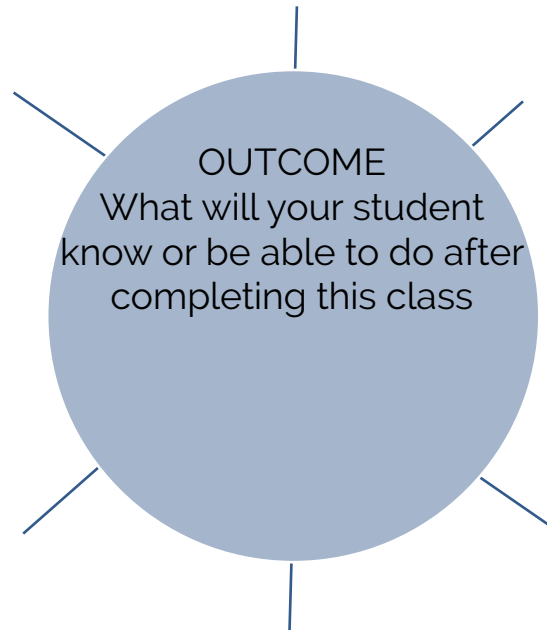 OUTCOME
What will your student
know or be able to do after
completing this class